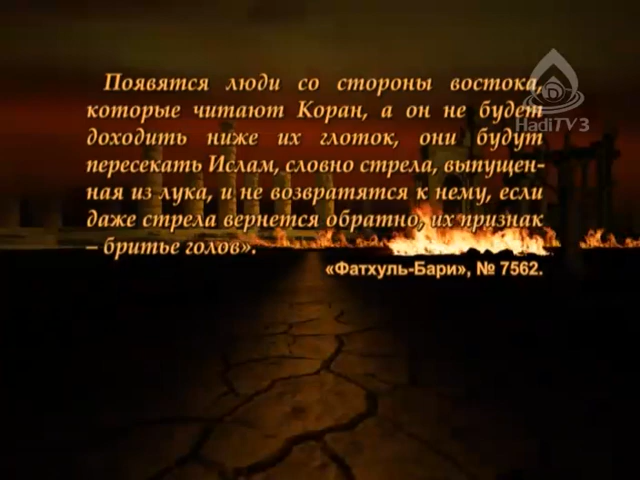 Появятся люди со стороны востока,
которые читают Коран, а он не будет
доходить ниже их глоток, они будут
пересекать Ислам, словно стрела, выпущен-
ная из лука, и не возвратятся к нему, если
даже стрела вернется обратно, их признак
– бритье голов».
«Фатхуль-Бари», № 7562.
HadiTV3